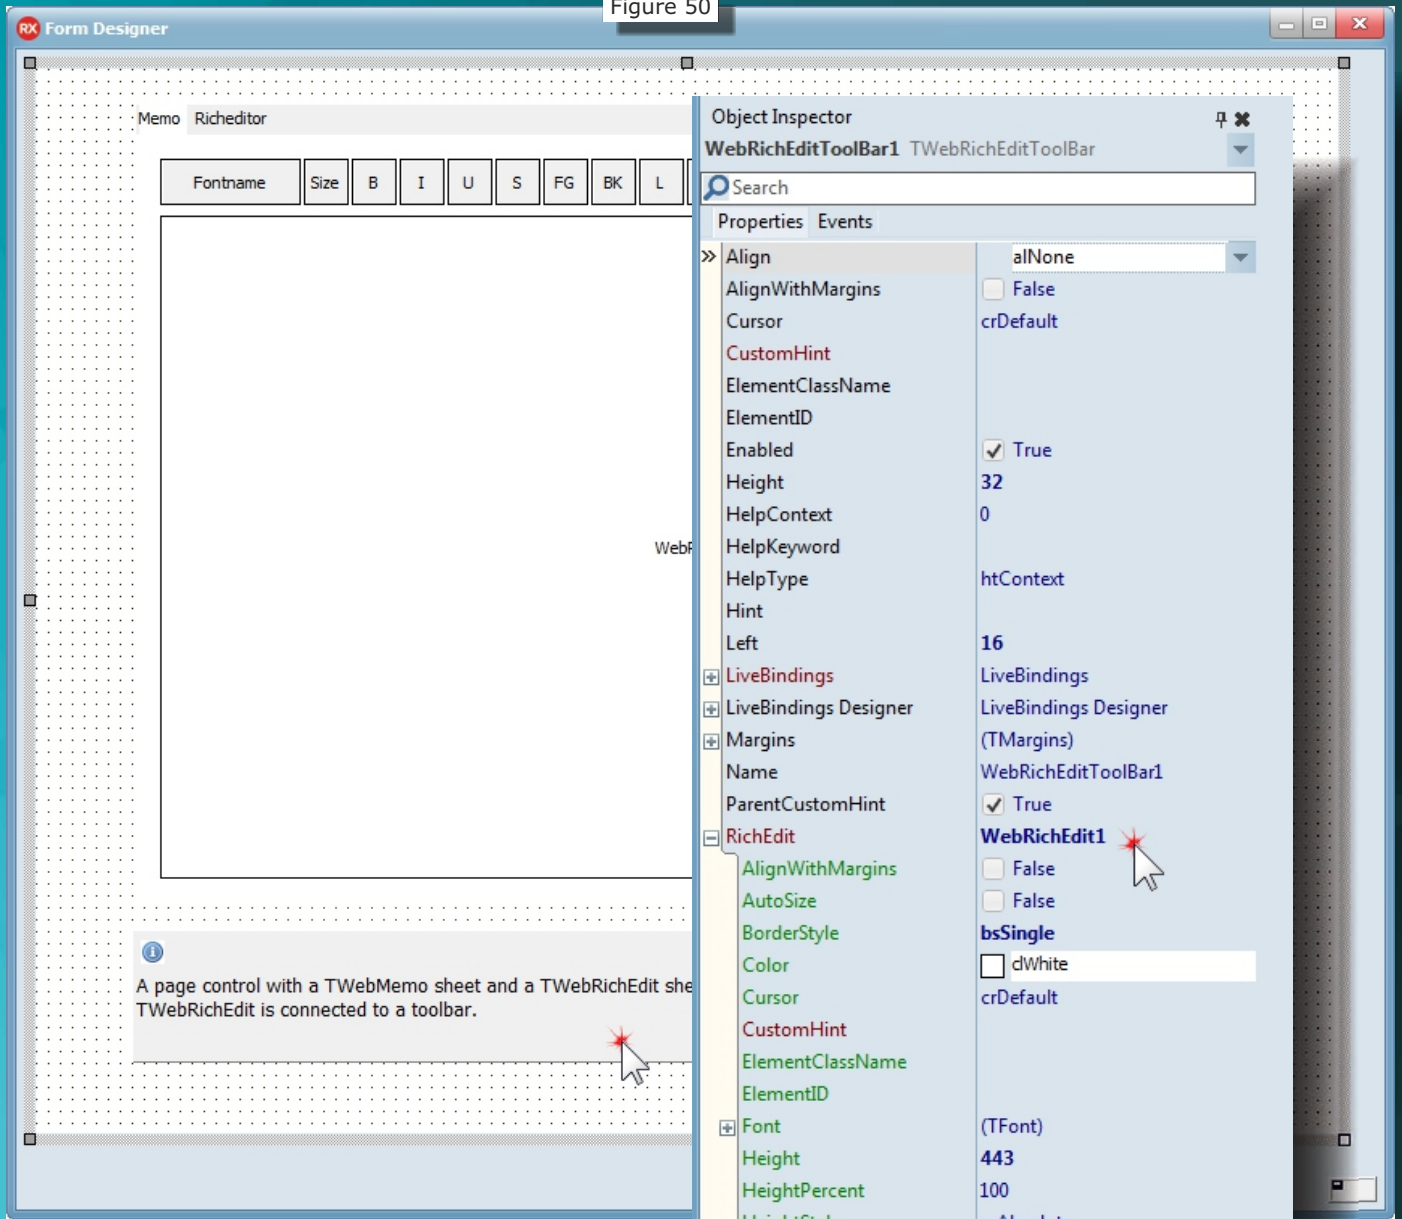 Figure 50
RX Form Designer
Memo Richeditor
Fontname Size B I U S FG BK L
WebR
A page control with a TWebMemo sheet and a TWebRichEdit she
TWebRichEdit is connected to a toolbar.
Object Inspector
WebRichEditToolBar1 TWebRichEditToolBar
Search
Properties Events
Align alNone
AlignWithMargins False
Cursor crDefault
CustomHint
ElementClassName
ElementID
Enabled True
Height 32
HelpContext 0
HelpKeyword
HelpType htContext
Hint
Left 16
LiveBindings LiveBindings
LiveBindings Designer LiveBindings Designer
Margins (TMargins)
Name WebRichEditToolBar1
ParentCustomHint True
RichEdit WebRichEdit1
AlignWithMargins False
AutoSize False
BorderStyle bsSingle
Color clWhite
Cursor crDefault
CustomHint
ElementClassName
ElementID
Font (TFont)
Height 443
HeightPercent 100